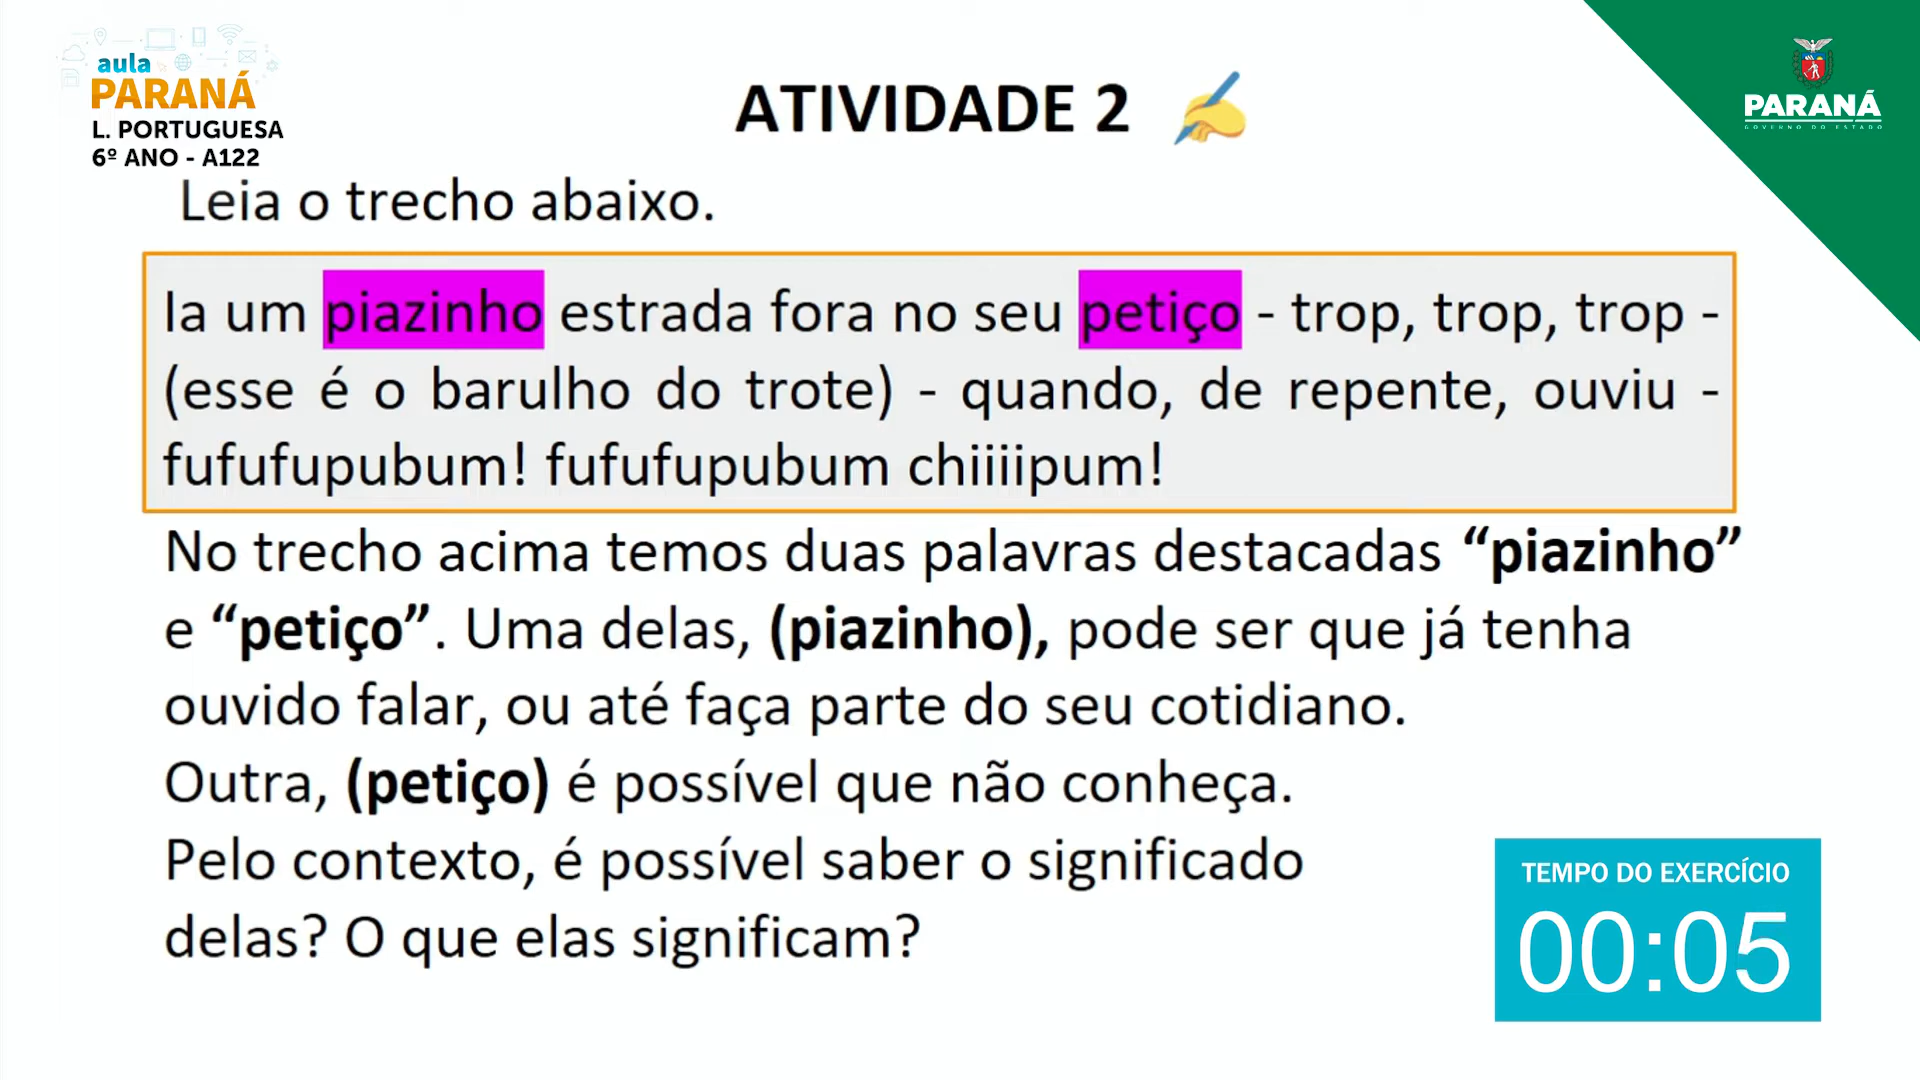 aula
PARANÁ
L. PORTUGUESA
6º ANO - A122
ATIVIDADE 2
PARANÁ
GOVERNO DO ESTADO
Leia o trecho abaixo.
Ia um piazinho estrada fora no seu petiço - trop, trop, trop -
(esse é o barulho do trote) - quando, de repente, ouviu -
fufufupubum! fufufupubum chiiiipum!
No trecho acima temos duas palavras destacadas “piazinho”
e “petiço”. Uma delas, (piazinho), pode ser que já tenha
ouvido falar, ou até faça parte do seu cotidiano.
Outra, (petiço) é possível que não conheça.
Pelo contexto, é possível saber o significado
delas? O que elas significam?
TEMPO DO EXERCÍCIO
00:05